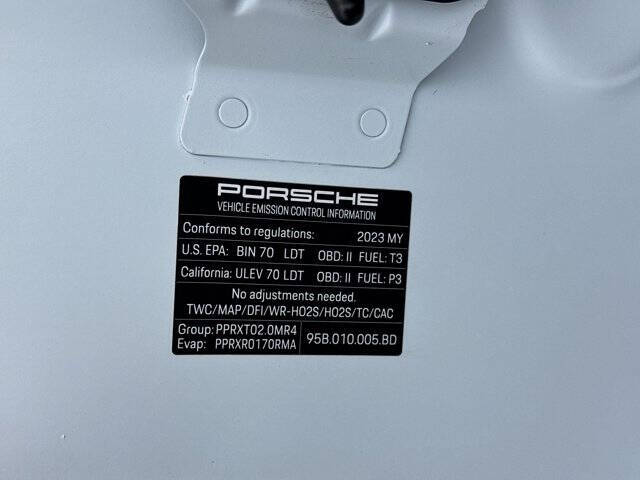 PORSCHE
VEHICLE EMISSION CONTROL INFORMATION
Conforms to regulations: 2023 MY
U.S. EPA: BIN 70 LDT OBD: II FUEL: T3
California: ULEV 70 LDT OBD: II FUEL: P3
No adjustments needed.
TWC/MAP/DFI/WR-HO2S/HO2S/TC/CAC
Group: PPRXT02.0MR4
Evap: PPRXR0170RMA
95B.010.005.BD